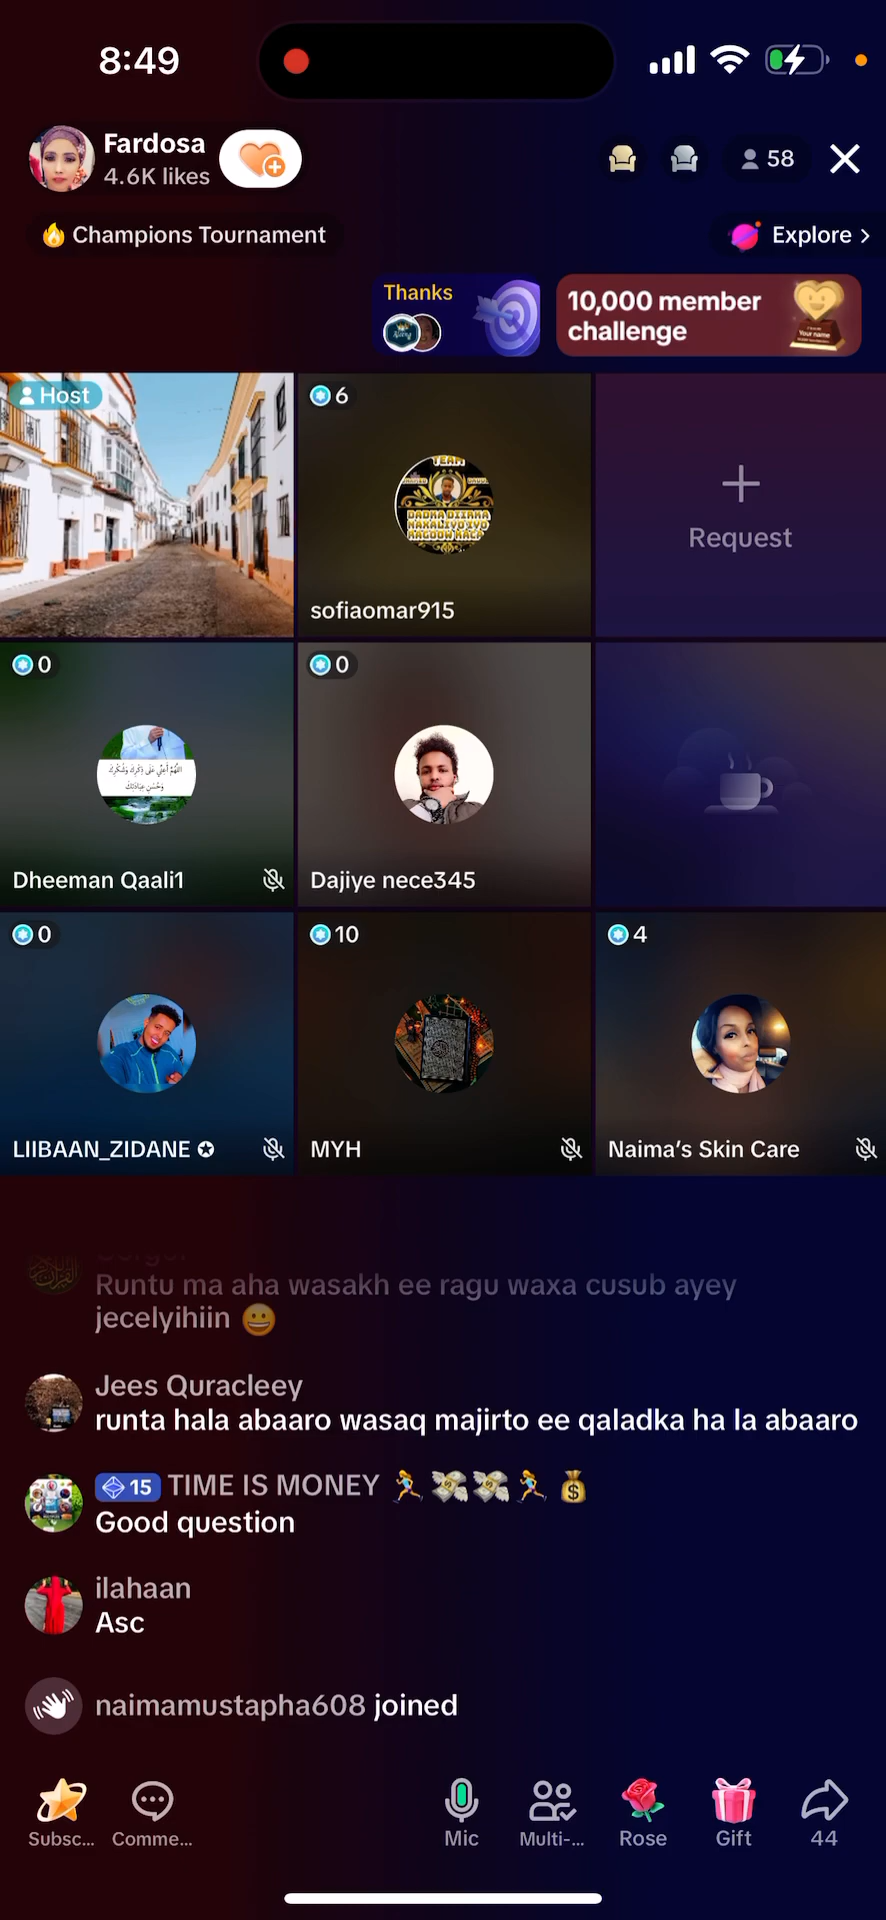 8:49
Fardosa
4.6K likes
58
Champions Tournament
Explore >
Thanks
10,000 member
challenge
Host
6
TEAM
sofiaomar915
Request
0
0
اللَّهُمَّ أَعِنِّي عَلَى ذِكْرِكَ وَشُكْرِكَ
وَحُسْنِ عِبَادَتِكَ
Dheeman Qaali1
Dajiye nece345
0
10
4
LIIBAAN_ZIDANE
MYH
Naima's Skin Care
Runtu ma aha wasakh ee ragu waxa cusub ayey
jecelyihiin 😀
Jees Quracleey
runta hala abaaro wasaq majirto ee qaladka ha la abaaro
15 TIME IS MONEY 🏃‍♀️💸💸🏃‍♀️💰
Good question
ilahaan
Asc
naimamustapha608 joined
Subsc...
Comme...
Mic
Multi-...
Rose
Gift
44